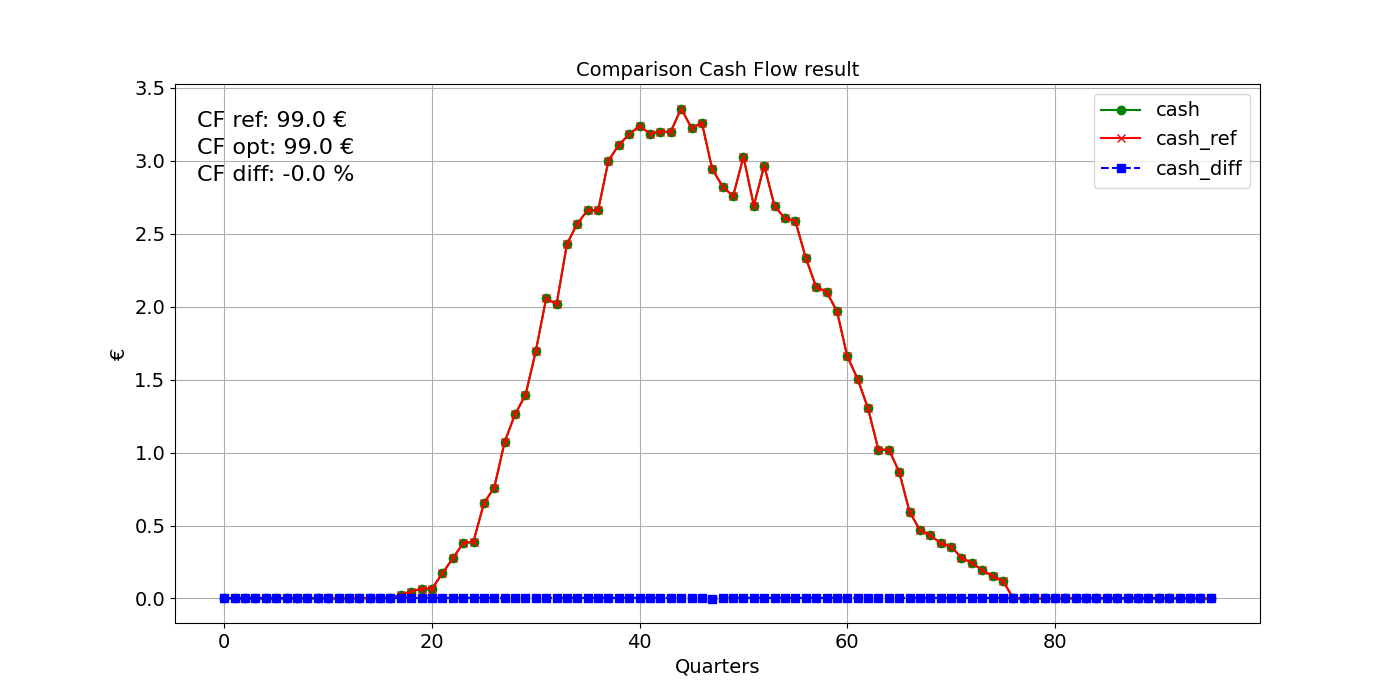 Comparison Cash Flow result
CF ref: 99.0 €
CF opt: 99.0 €
CF diff: -0.0 %
cash
cash_ref
cash_diff
3.5
3.0
2.5
2.0
1.5
1.0
0.5
0.0
€
0 20 40 60 80
Quarters